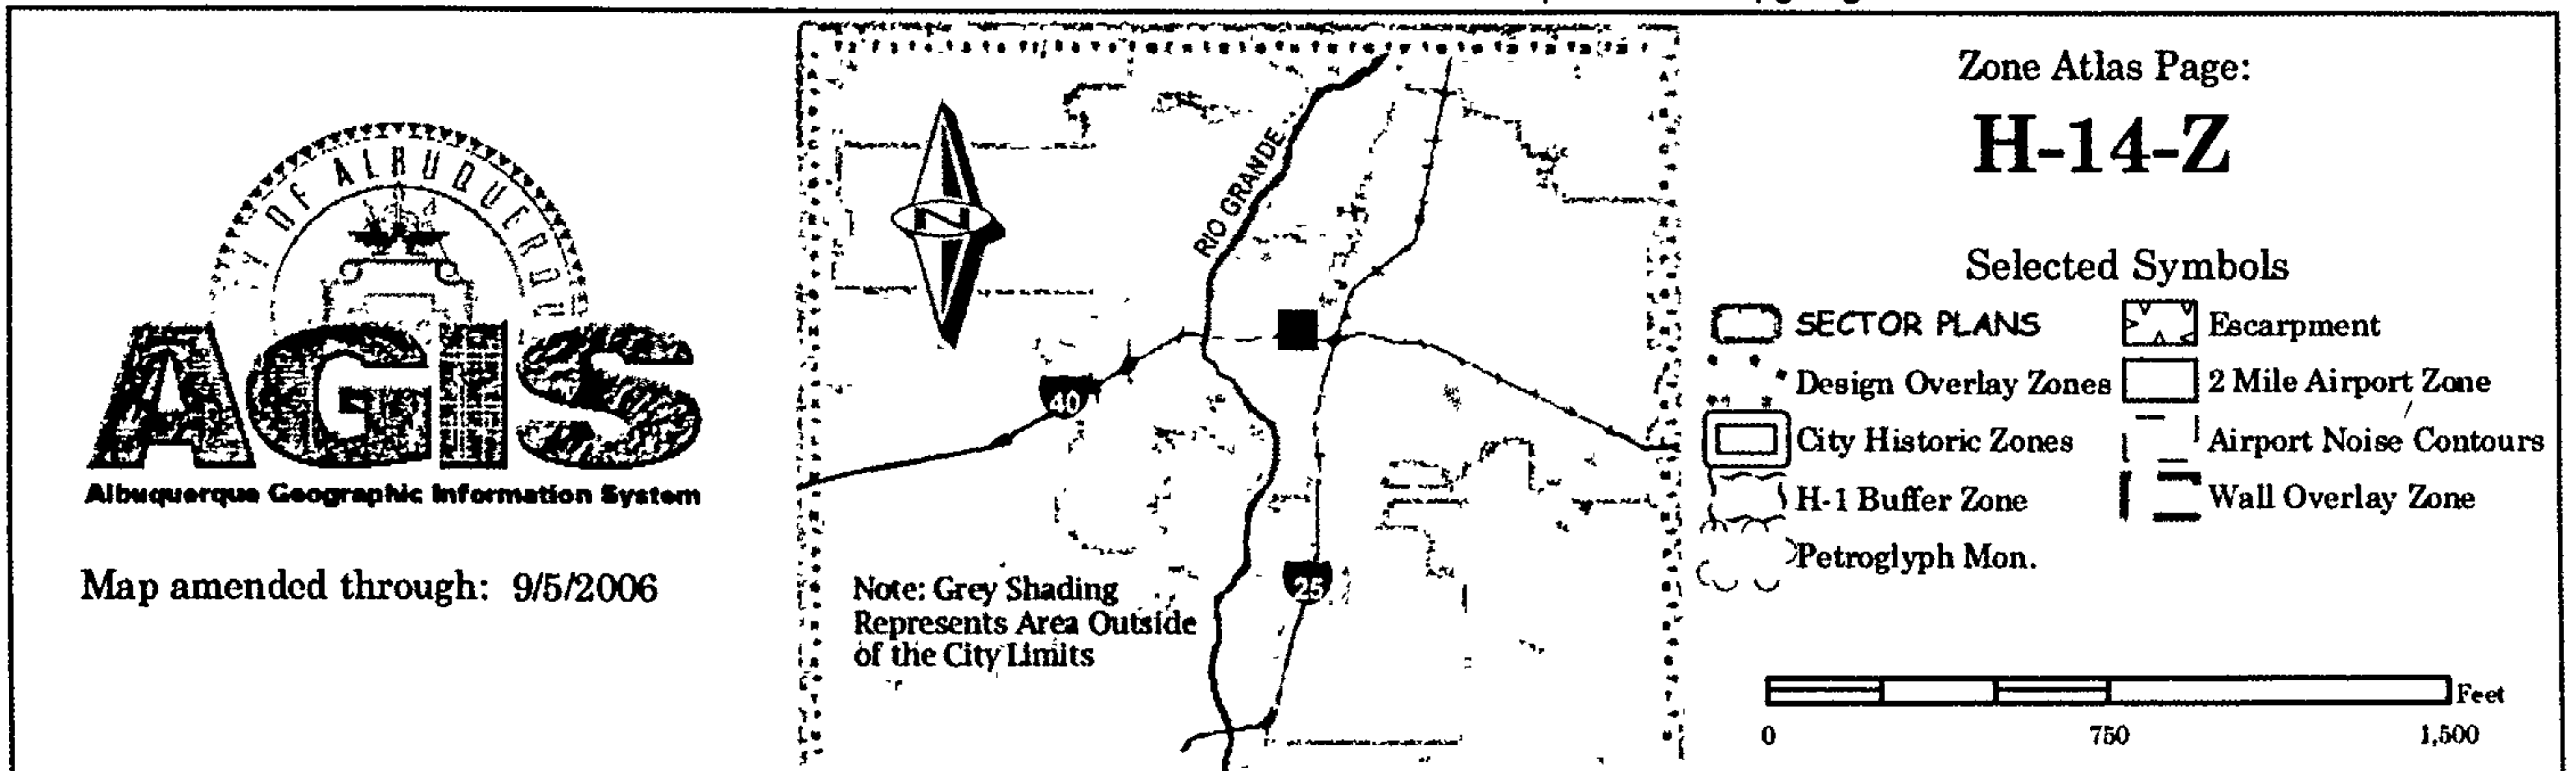 Y OF ALBUQUERQU
AGIS
Albuquerque Geographic Information System
Map amended through: 9/5/2006
N
RIO GRANDE
40
25
Note: Grey Shading
Represents Area Outside
of the City Limits
Zone Atlas Page:
H-14-Z
Selected Symbols
SECTOR PLANS
Escarpment
Design Overlay Zones
2 Mile Airport Zone
City Historic Zones
Airport Noise Contours
H-1 Buffer Zone
Wall Overlay Zone
Petroglyph Mon.
Feet
0 750 1,500